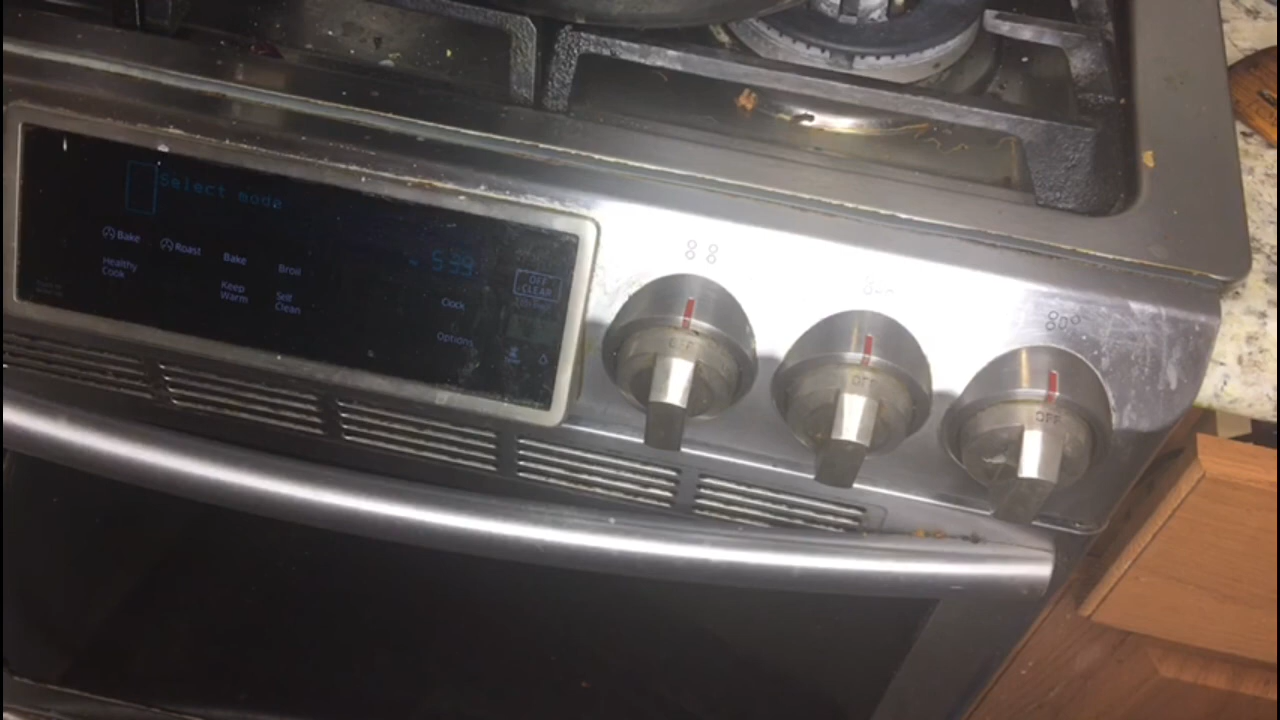 Select mode
5:39
Bake
Roast
Bake
Broil
OFF
CLEAR
Healthy
Cook
Keep
Warm
Self
Clean
Clock
Options
OFF
OFF
OFF